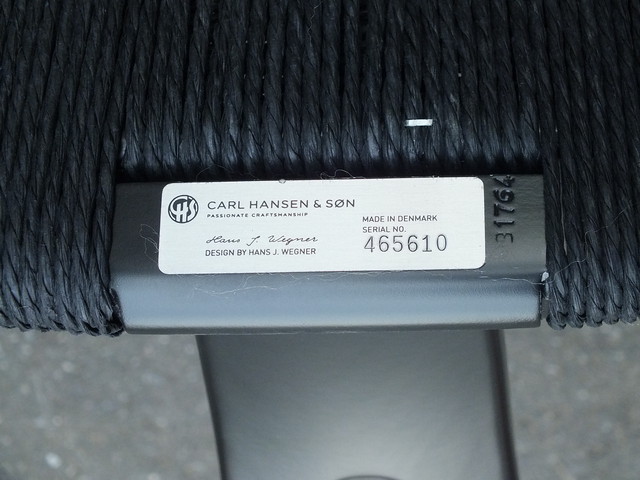 CARL HANSEN & SØN
PASSIONATE CRAFTSMANSHIP
Hans J. Wegner
DESIGN BY HANS J. WEGNER
MADE IN DENMARK
SERIAL NO.
465610
31764